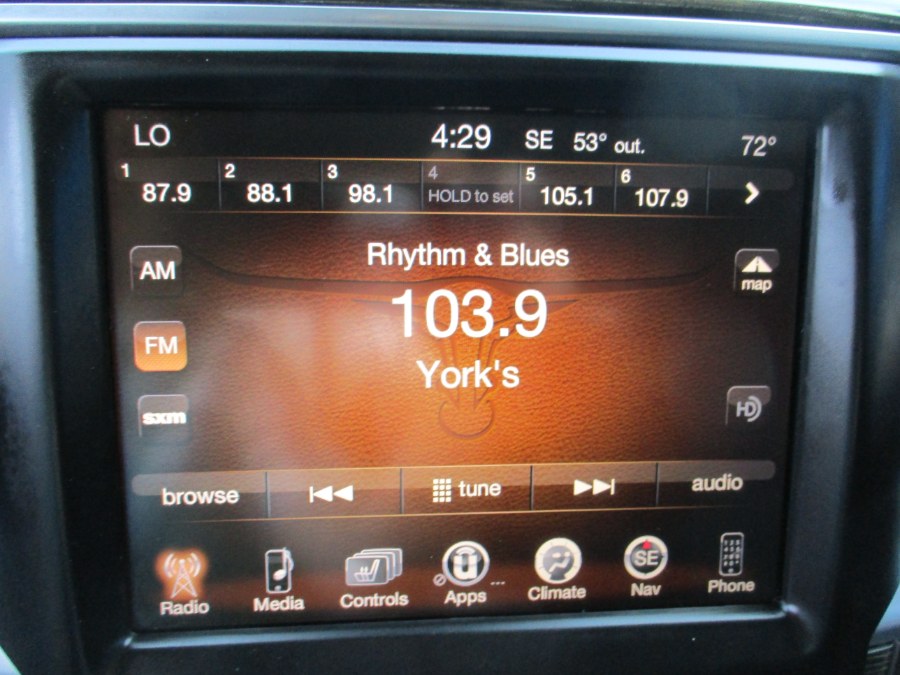 LO 4:29 SE 53° out. 72°
1 87.9 2 88.1 3 98.1 4 HOLD to set 5 105.1 6 107.9
Rhythm & Blues
AM
map
103.9
FM
York's
sxm
HD
browse tune audio
Radio Media Controls Apps ... Climate SE Nav Phone